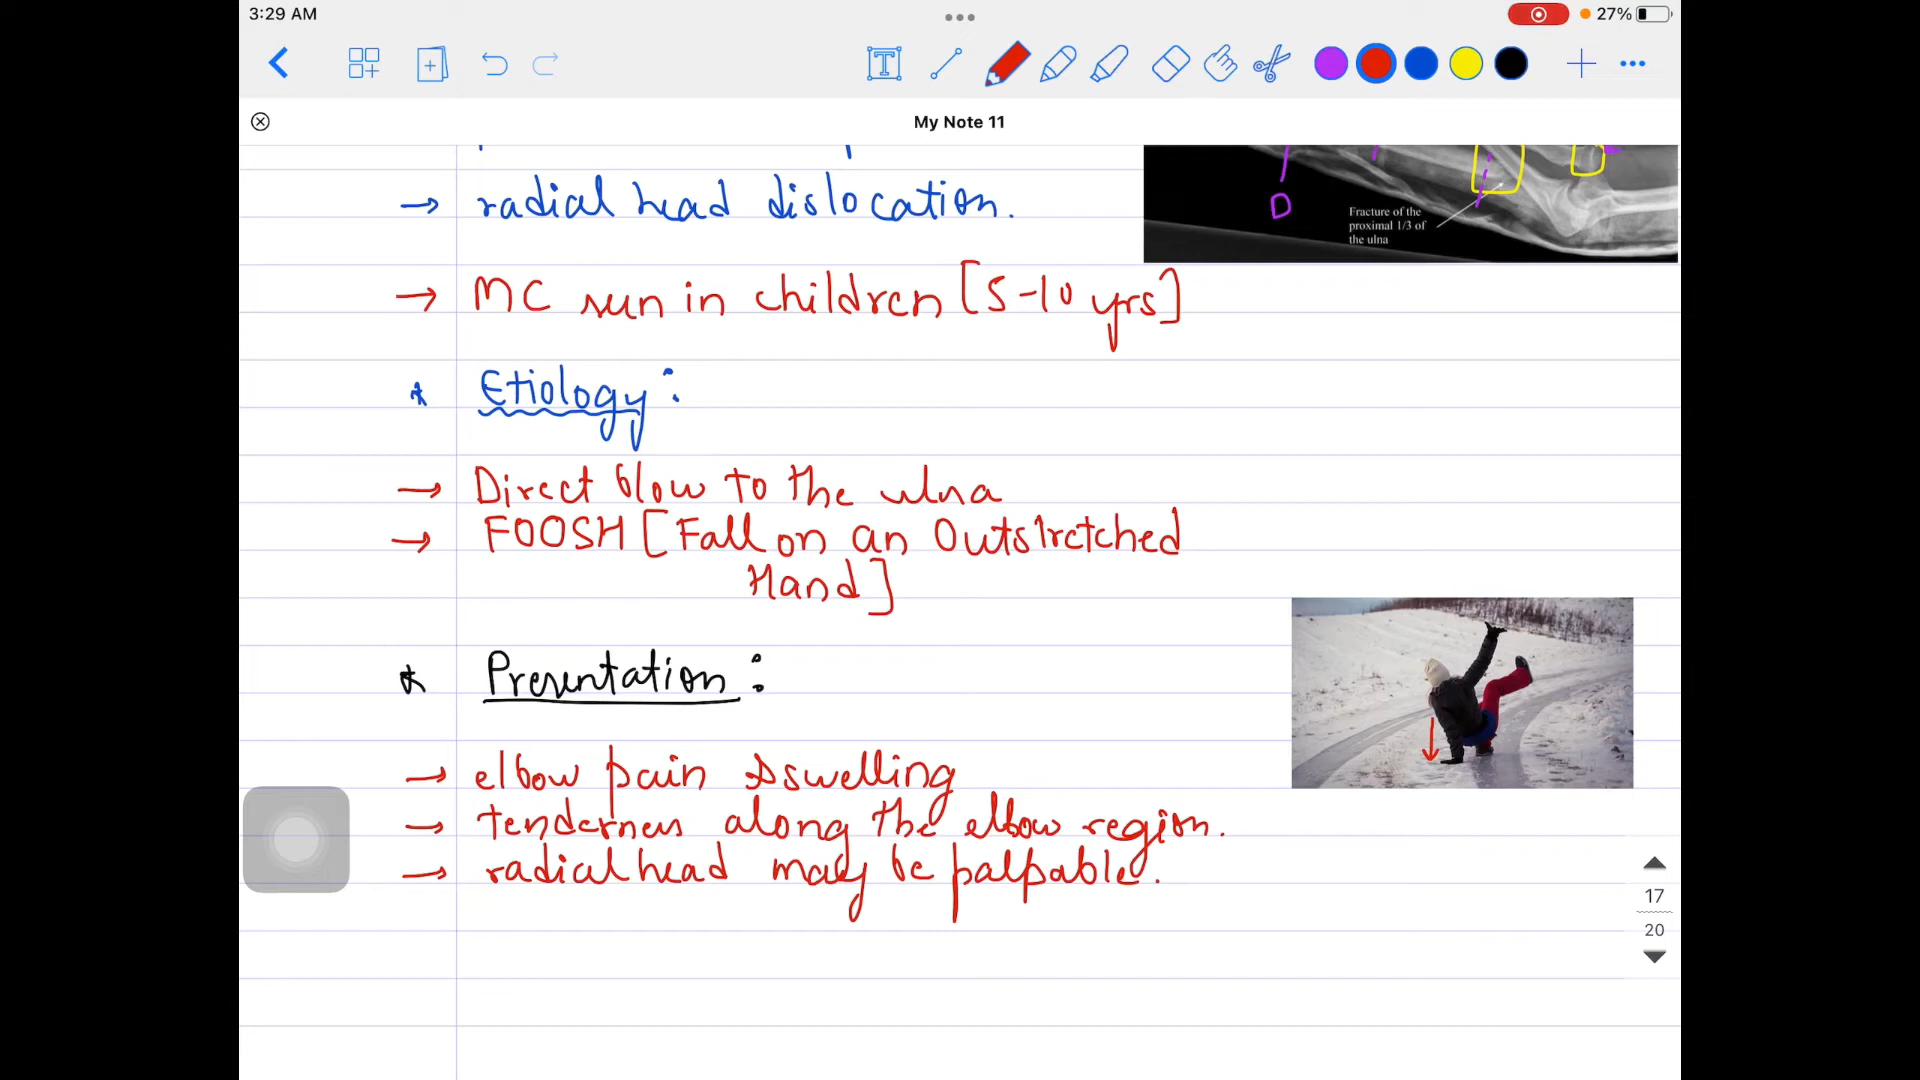 3:29 AM
27%
T
My Note 11
→ radial head dislocation.
D
Fracture of the
proximal 1/3 of
the ulna
→ MC seen in children [5-10 yrs]
* Etiology:
→ Direct blow to the ulna
→ FOOSH [Fall on an Outstretched
Hand]
* Presentation:
→ elbow pain & swelling
→ tenderness along the elbow region.
→ radial head may be palpable.
17
20